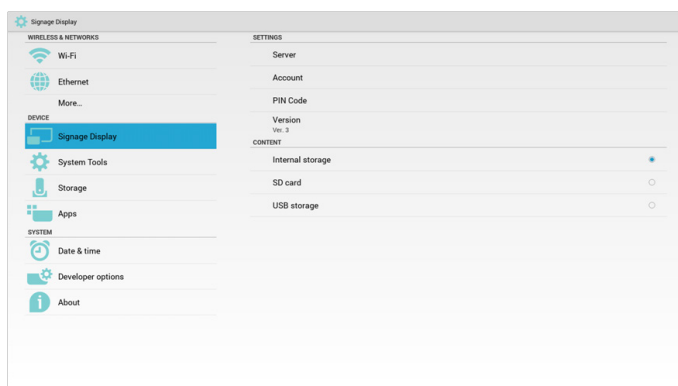 Signage Display
WIRELESS & NETWORKS
Wi-Fi
Ethernet
More...
DEVICE
Signage Display
System Tools
Storage
Apps
SYSTEM
Date & time
Developer options
About
SETTINGS
Server
Account
PIN Code
Version
Ver. 3
CONTENT
Internal storage
SD card
USB storage